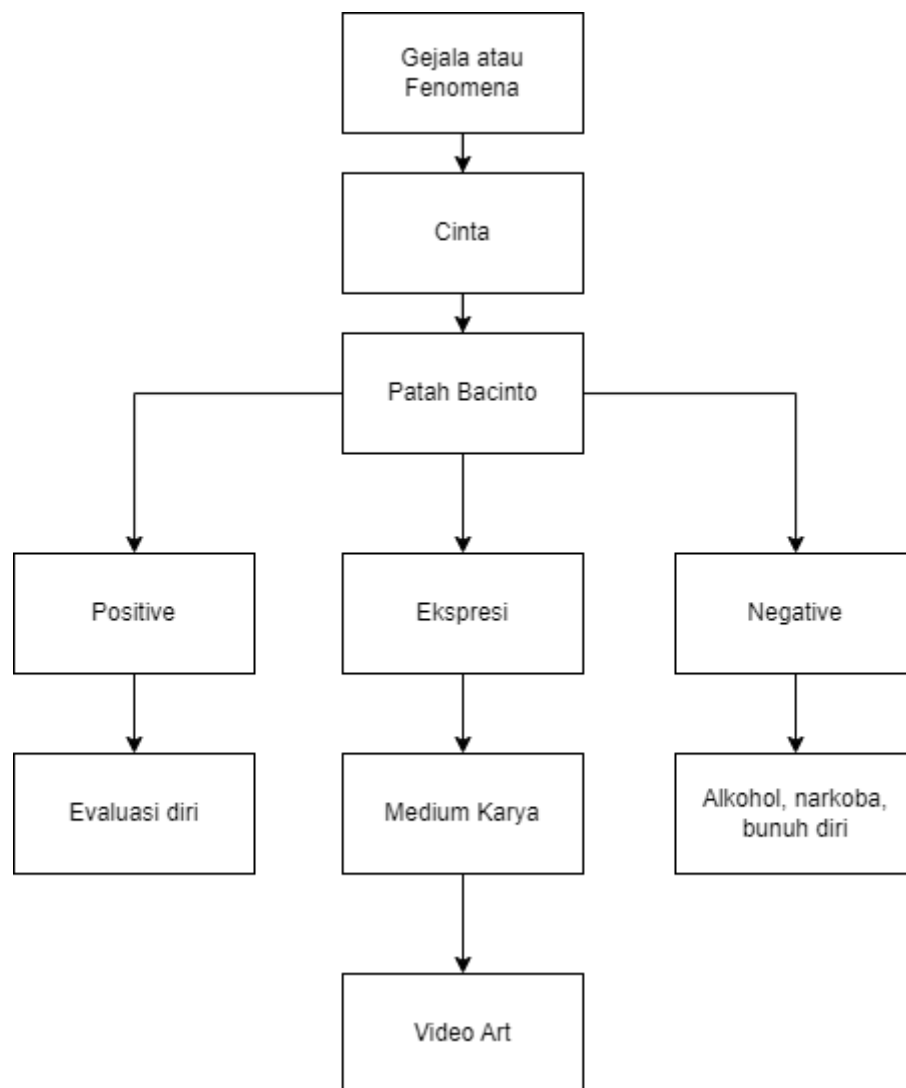 Gejala atau
Fenomena
Cinta
Patah Bacinto
Positive
Ekspresi
Negative
Evaluasi diri
Medium Karya
Alkohol, narkoba,
bunuh diri
Video Art